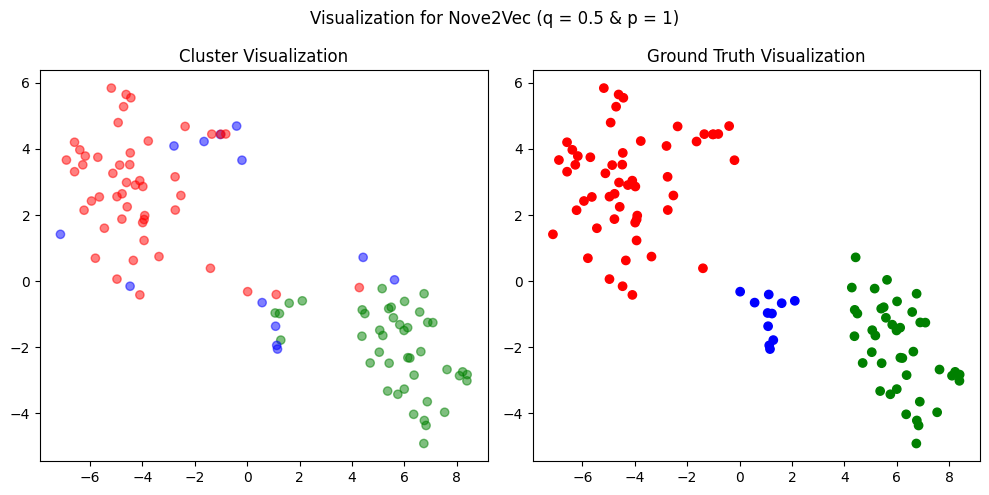 Visualization for Nove2Vec (q = 0.5 & p = 1)
Cluster Visualization
6
4
2
0
−2
−4
−6 −4 −2 0 2 4 6 8
Ground Truth Visualization
6
4
2
0
−2
−4
−6 −4 −2 0 2 4 6 8